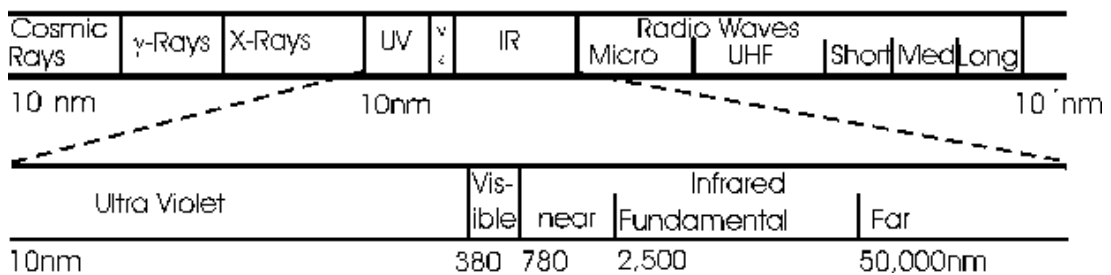 Cosmic Rays
γ-Rays
X-Rays
UV
IR
Radio Waves
Micro
UHF
Short
Med
Long
10 nm
10nm
10 nm
Ultra Violet
Vis-
ible
Infrared
near
Fundamental
Far
10nm
380
780
2,500
50,000nm